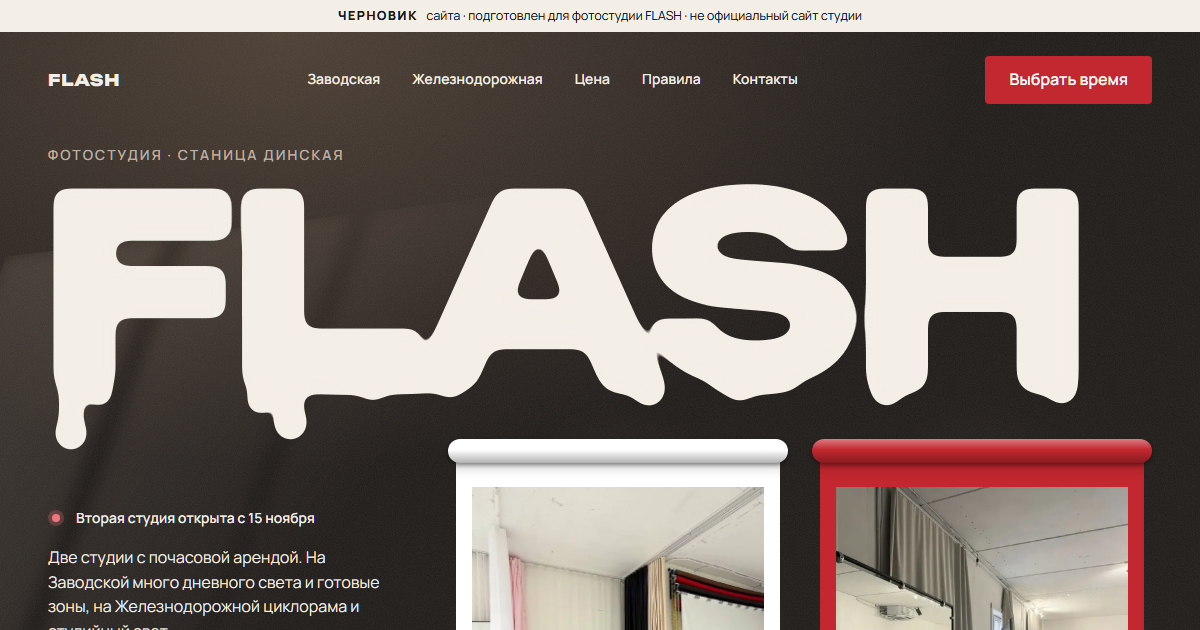 ЧЕРНОВИК сайта · подготовлен для фотостудии FLASH · не официальный сайт студии
FLASH
Заводская
Железнодорожная
Цена
Правила
Контакты
Выбрать время
ФОТОСТУДИЯ · СТАНИЦА ДИНСКАЯ
FLASH
Вторая студия открыта с 15 ноября
Две студии с почасовой арендой. На
Заводской много дневного света и готовые
зоны, на Железнодорожной циклорама и
студийный свет